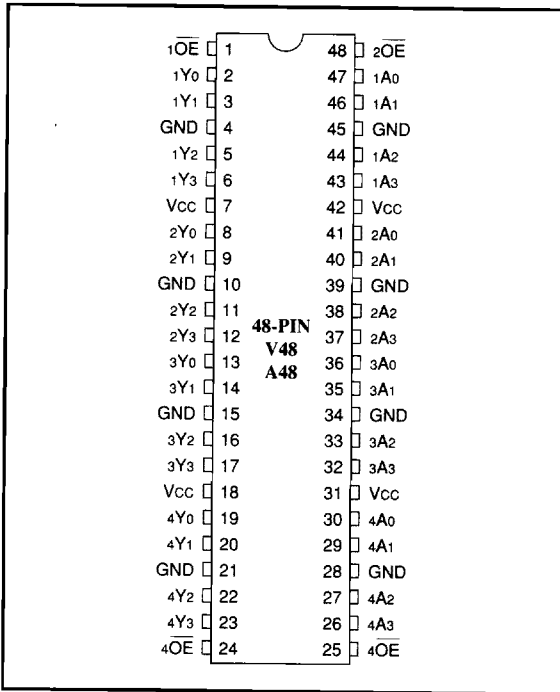 1O̅E̅ 1 48 2O̅E̅
1Y0 2 47 1A0
1Y1 3 46 1A1
GND 4 45 GND
1Y2 5 44 1A2
1Y3 6 43 1A3
VCC 7 42 VCC
2Y0 8 41 2A0
2Y1 9 40 2A1
GND 10 39 GND
2Y2 11 38 2A2
2Y3 12 48-PIN 37 2A3
3Y0 13 V48 36 3A0
3Y1 14 A48 35 3A1
GND 15 34 GND
3Y2 16 33 3A2
3Y3 17 32 3A3
VCC 18 31 VCC
4Y0 19 30 4A0
4Y1 20 29 4A1
GND 21 28 GND
4Y2 22 27 4A2
4Y3 23 26 4A3
4O̅E̅ 24 25 4O̅E̅